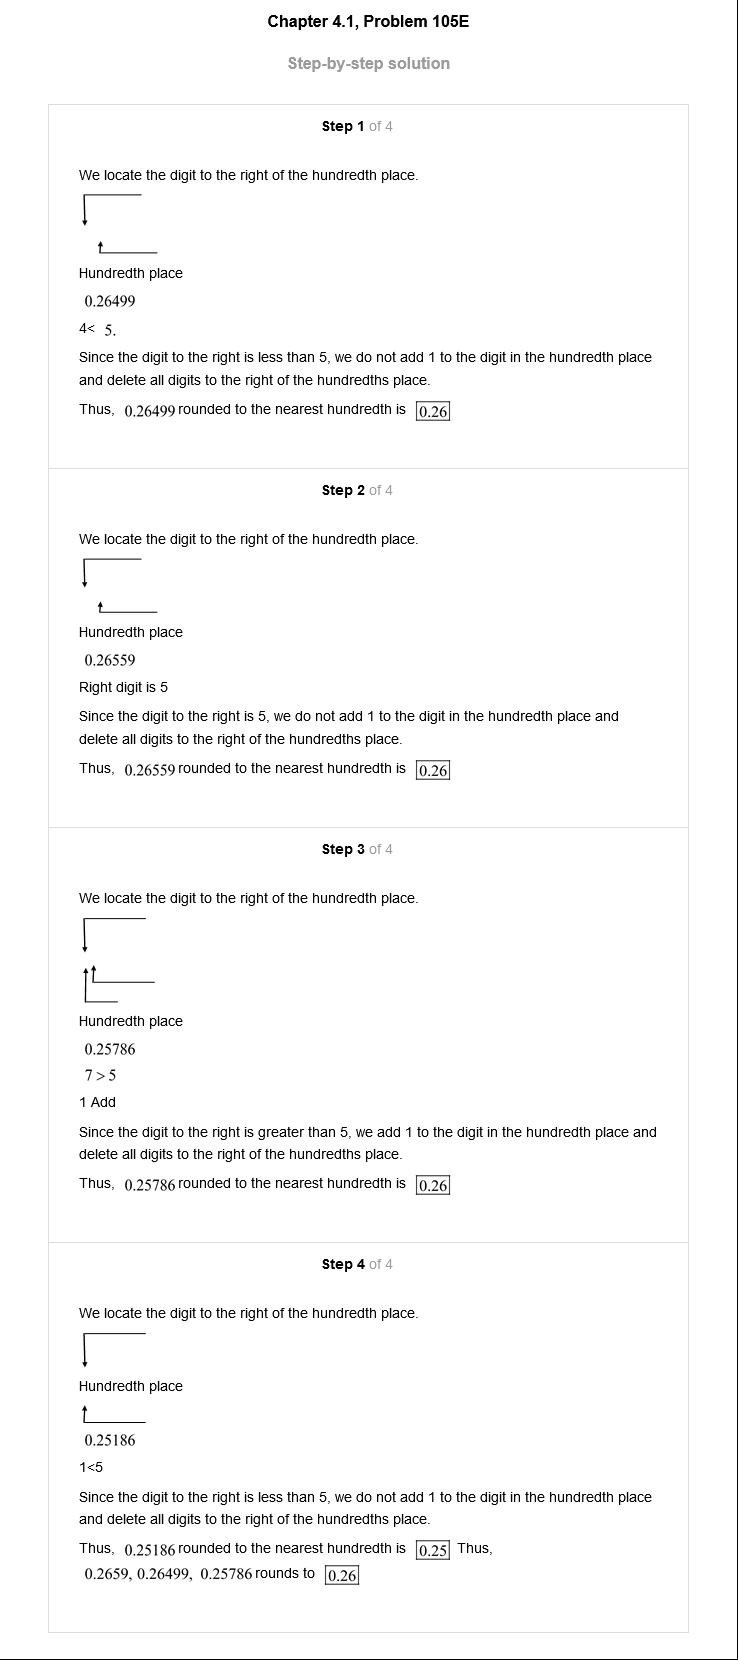 Chapter 4.1, Problem 105E
Step-by-step solution
Step 1 of 4
We locate the digit to the right of the hundredth place.
Hundredth place
0.26499
4< 5.
Since the digit to the right is less than 5, we do not add 1 to the digit in the hundredth place
and delete all digits to the right of the hundredths place.
Thus, 0.26499 rounded to the nearest hundredth is 0.26
Step 2 of 4
We locate the digit to the right of the hundredth place.
Hundredth place
0.26559
Right digit is 5
Since the digit to the right is 5, we do not add 1 to the digit in the hundredth place and
delete all digits to the right of the hundredths place.
Thus, 0.26559 rounded to the nearest hundredth is 0.26
Step 3 of 4
We locate the digit to the right of the hundredth place.
Hundredth place
0.25786
7 > 5
1 Add
Since the digit to the right is greater than 5, we add 1 to the digit in the hundredth place and
delete all digits to the right of the hundredths place.
Thus, 0.25786 rounded to the nearest hundredth is 0.26
Step 4 of 4
We locate the digit to the right of the hundredth place.
Hundredth place
0.25186
1<5
Since the digit to the right is less than 5, we do not add 1 to the digit in the hundredth place
and delete all digits to the right of the hundredths place.
Thus, 0.25186 rounded to the nearest hundredth is 0.25 Thus,
0.2659, 0.26499, 0.25786 rounds to 0.26